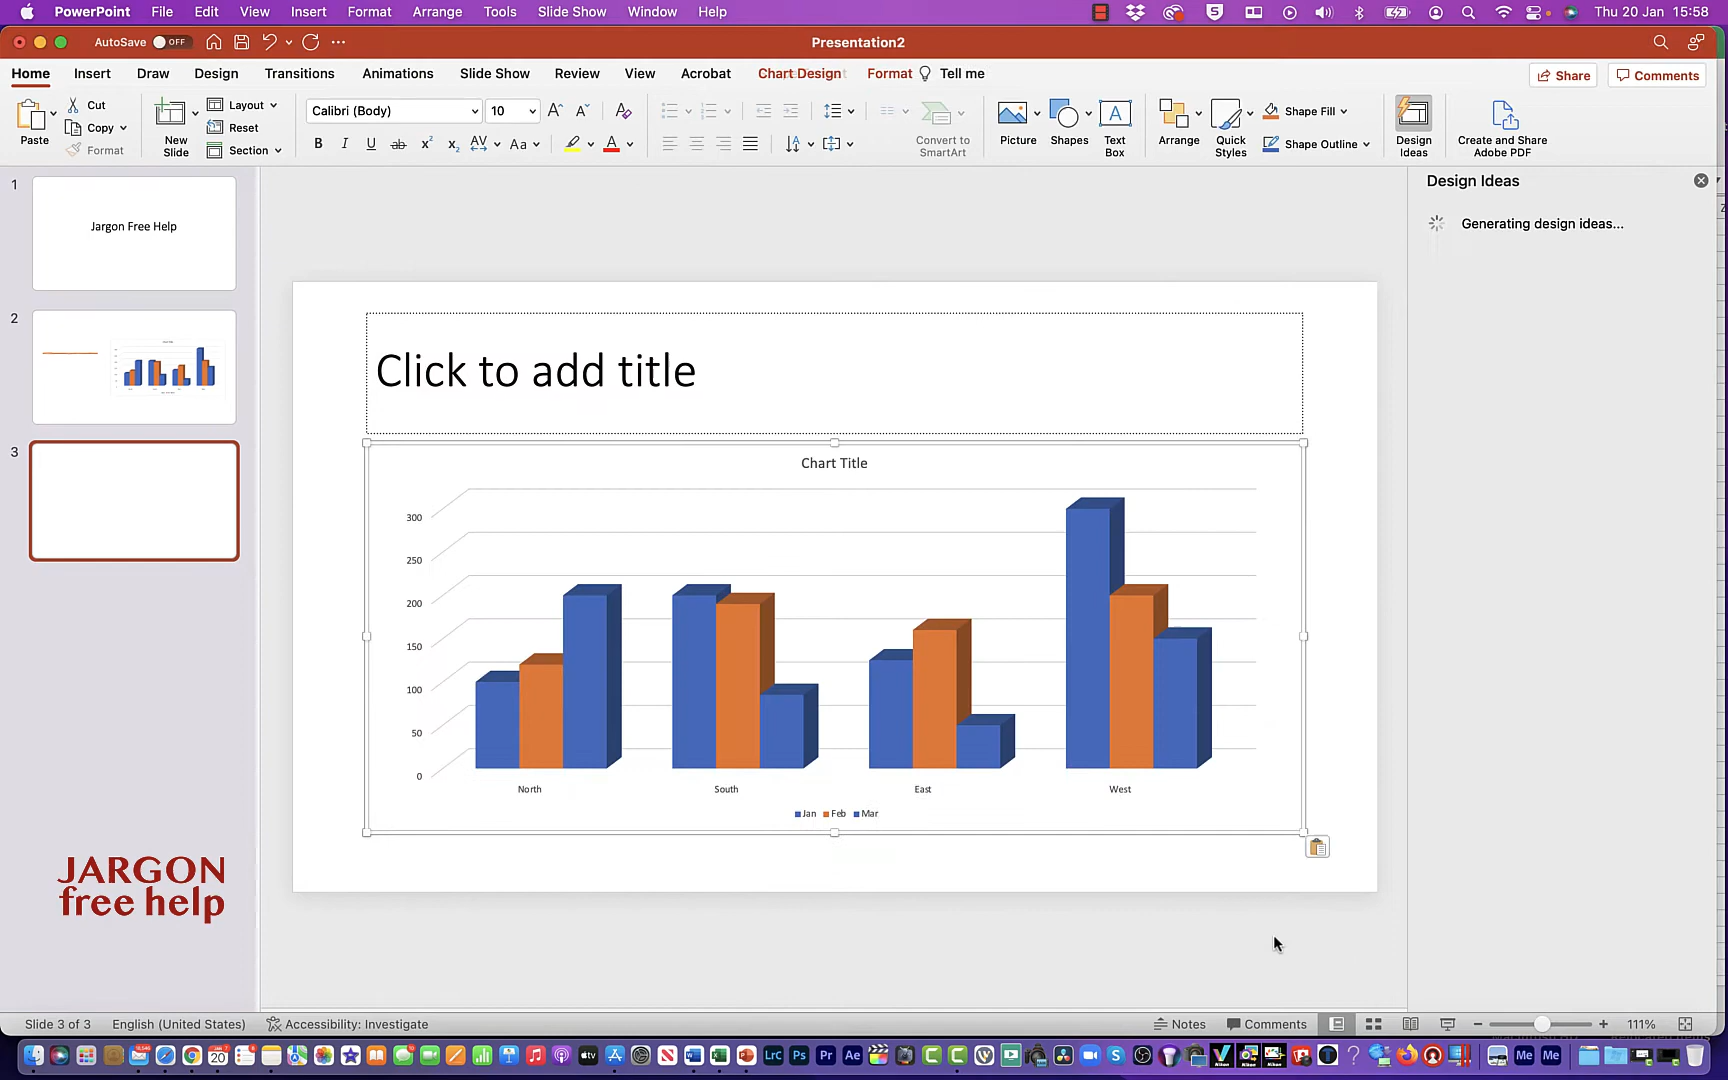 PowerPoint File Edit View Insert Format Arrange Tools Slide Show Window Help Thu 20 Jan 15:58
AutoSave OFF Presentation2
Home Insert Draw Design Transitions Animations Slide Show Review View Acrobat Chart Design Format Tell me Share Comments
Paste Cut Copy Format
New Slide Layout Reset Section
Calibri (Body) 10
Convert to SmartArt
Picture Shapes Text Box
Arrange Quick Styles Shape Fill Shape Outline
Design Ideas
Create and Share Adobe PDF
Design Ideas
Generating design ideas...
1
Jargon Free Help
2
3
Click to add title
Chart Title
300
250
200
150
100
50
0
North South East West
Jan Feb Mar
JARGON
free help
Slide 3 of 3 English (United States) Accessibility: Investigate Notes Comments 111%